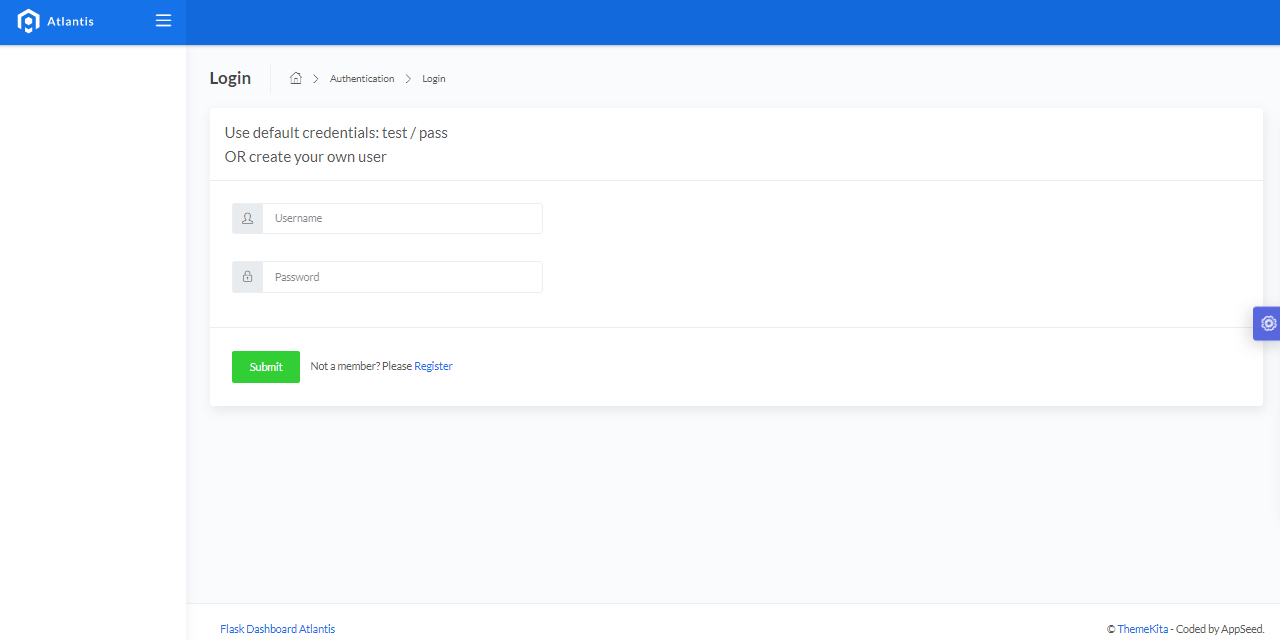 Atlantis
Login
Authentication
Login
Use default credentials: test / pass
OR create your own user
Username
Password
Submit
Not a member? Please Register
Flask Dashboard Atlantis
© ThemeKita - Coded by AppSeed.